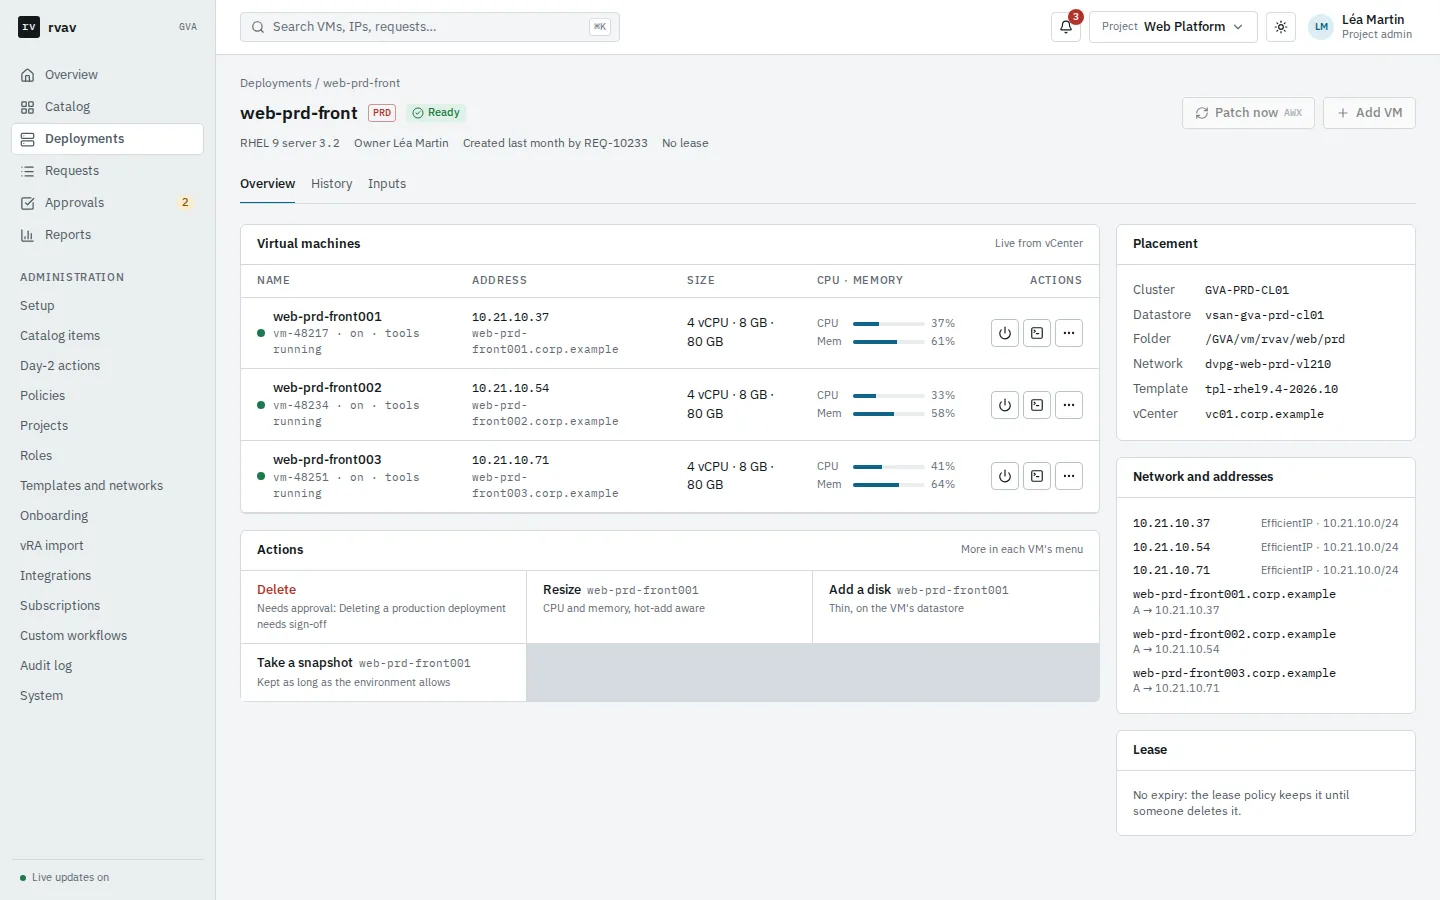 rv rvav GVA
Search VMs, IPs, requests... ⌘K
3
Project Web Platform
LM
Léa Martin
Project admin
Overview
Catalog
Deployments
Requests
Approvals 2
Reports
ADMINISTRATION
Setup
Catalog items
Day-2 actions
Policies
Projects
Roles
Templates and networks
Onboarding
vRA import
Integrations
Subscriptions
Custom workflows
Audit log
System
Live updates on
Deployments / web-prd-front
web-prd-front PRD Ready
Patch now AWX
Add VM
RHEL 9 server 3.2 Owner Léa Martin Created last month by REQ-10233 No lease
Overview History Inputs
Virtual machines Live from vCenter
NAME ADDRESS SIZE CPU · MEMORY ACTIONS
web-prd-front001
vm-48217 · on · tools
running
10.21.10.37
web-prd-
front001.corp.example
4 vCPU · 8 GB ·
80 GB
CPU 37%
Mem 61%
web-prd-front002
vm-48234 · on · tools
running
10.21.10.54
web-prd-
front002.corp.example
4 vCPU · 8 GB ·
80 GB
CPU 33%
Mem 58%
web-prd-front003
vm-48251 · on · tools
running
10.21.10.71
web-prd-
front003.corp.example
4 vCPU · 8 GB ·
80 GB
CPU 41%
Mem 64%
Actions More in each VM's menu
Delete
Needs approval: Deleting a production deployment
needs sign-off
Resize web-prd-front001
CPU and memory, hot-add aware
Add a disk web-prd-front001
Thin, on the VM's datastore
Take a snapshot web-prd-front001
Kept as long as the environment allows
Placement
Cluster GVA-PRD-CL01
Datastore vsan-gva-prd-cl01
Folder /GVA/vm/rvav/web/prd
Network dvpg-web-prd-vl210
Template tpl-rhel9.4-2026.10
vCenter vc01.corp.example
Network and addresses
10.21.10.37 EfficientIP · 10.21.10.0/24
10.21.10.54 EfficientIP · 10.21.10.0/24
10.21.10.71 EfficientIP · 10.21.10.0/24
web-prd-front001.corp.example
A → 10.21.10.37
web-prd-front002.corp.example
A → 10.21.10.54
web-prd-front003.corp.example
A → 10.21.10.71
Lease
No expiry: the lease policy keeps it until
someone deletes it.